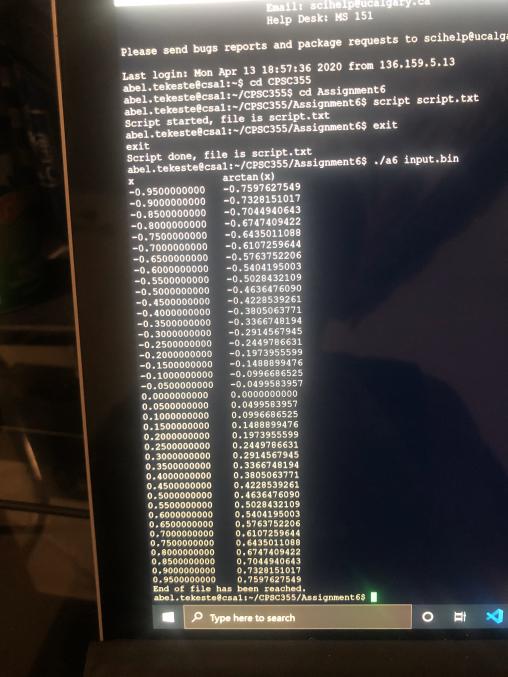 Email: scihelp@ucalgary.ca
Help Desk: MS 151
Please send bugs reports and package requests to scihelp@ucalga
Last login: Mon Apr 13 18:57:36 2020 from 136.159.5.13
abel.tekeste@csa1:~$ cd CPSC355
abel.tekeste@csa1:~/CPSC355$ cd Assignment6
abel.tekeste@csa1:~/CPSC355/Assignment6$ script script.txt
Script started, file is script.txt
abel.tekeste@csa1:~/CPSC355/Assignment6$ exit
exit
Script done, file is script.txt
abel.tekeste@csa1:~/CPSC355/Assignment6$ ./a6 input.bin
x arctan(x)
-0.9500000000 -0.7597627549
-0.9000000000 -0.7328151017
-0.8500000000 -0.7044940643
-0.8000000000 -0.6747409422
-0.7500000000 -0.6435011088
-0.7000000000 -0.6107259644
-0.6500000000 -0.5763752206
-0.6000000000 -0.5404195003
-0.5500000000 -0.5028432109
-0.5000000000 -0.4636476090
-0.4500000000 -0.4228539261
-0.4000000000 -0.3805063771
-0.3500000000 -0.3366748194
-0.3000000000 -0.2914567945
-0.2500000000 -0.2449786631
-0.2000000000 -0.1973955599
-0.1500000000 -0.1488899476
-0.1000000000 -0.0996686525
-0.0500000000 -0.0499583957
0.0000000000 0.0000000000
0.0500000000 0.0499583957
0.1000000000 0.0996686525
0.1500000000 0.1488899476
0.2000000000 0.1973955599
0.2500000000 0.2449786631
0.3000000000 0.2914567945
0.3500000000 0.3366748194
0.4000000000 0.3805063771
0.4500000000 0.4228539261
0.5000000000 0.4636476090
0.5500000000 0.5028432109
0.6000000000 0.5404195003
0.6500000000 0.5763752206
0.7000000000 0.6107259644
0.7500000000 0.6435011088
0.8000000000 0.6747409422
0.8500000000 0.7044940643
0.9000000000 0.7328151017
0.9500000000 0.7597627549
End of file has been reached.
abel.tekeste@csa1:~/CPSC355/Assignment6$
Type here to search